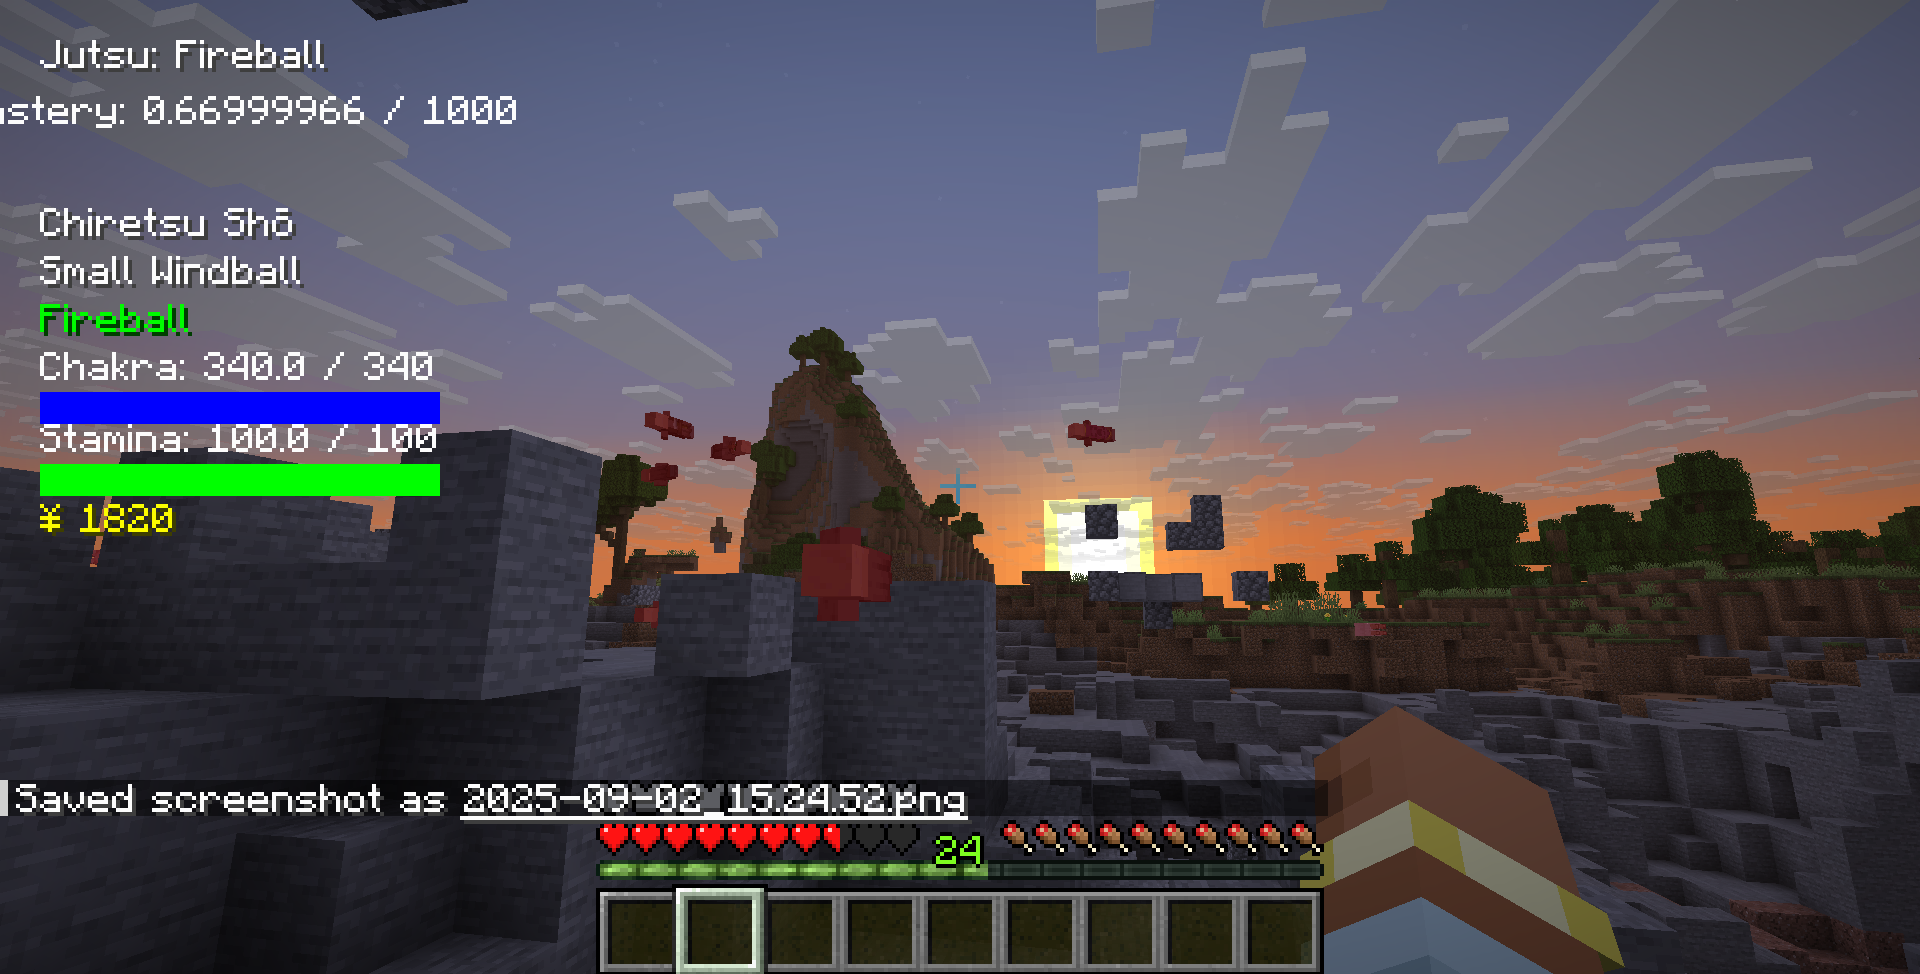 Jutsu: Fireball
astery: 0.66999966 / 1000
Chiretsu Shō
Small Windball
Fireball
Chakra: 340.0 / 340
Stamina: 100.0 / 100
¥ 1820
Saved screenshot as 2025-09-02_15.24.52.png
24